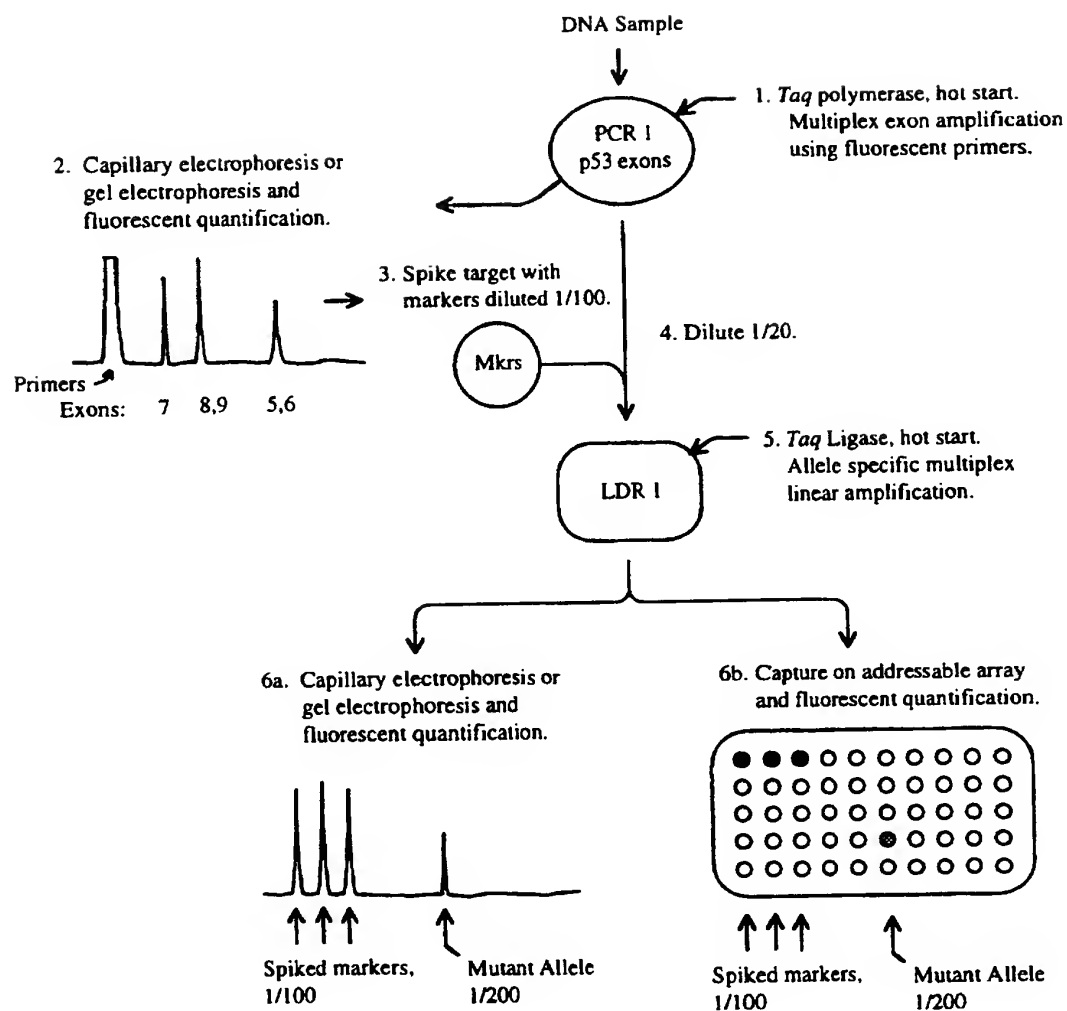 DNA Sample
PCR 1
p53 exons
1. Taq polymerase, hot start.
Multiplex exon amplification
using fluorescent primers.
2. Capillary electrophoresis or
gel electrophoresis and
fluorescent quantification.
Primers
Exons: 7 8,9 5,6
3. Spike target with
markers diluted 1/100.
Mkrs
4. Dilute 1/20.
5. Taq Ligase, hot start.
Allele specific multiplex
linear amplification.
LDR 1
6a. Capillary electrophoresis or
gel electrophoresis and
fluorescent quantification.
Spiked markers,
1/100
Mutant Allele
1/200
6b. Capture on addressable array
and fluorescent quantification.
Spiked markers,
1/100
Mutant Allele
1/200